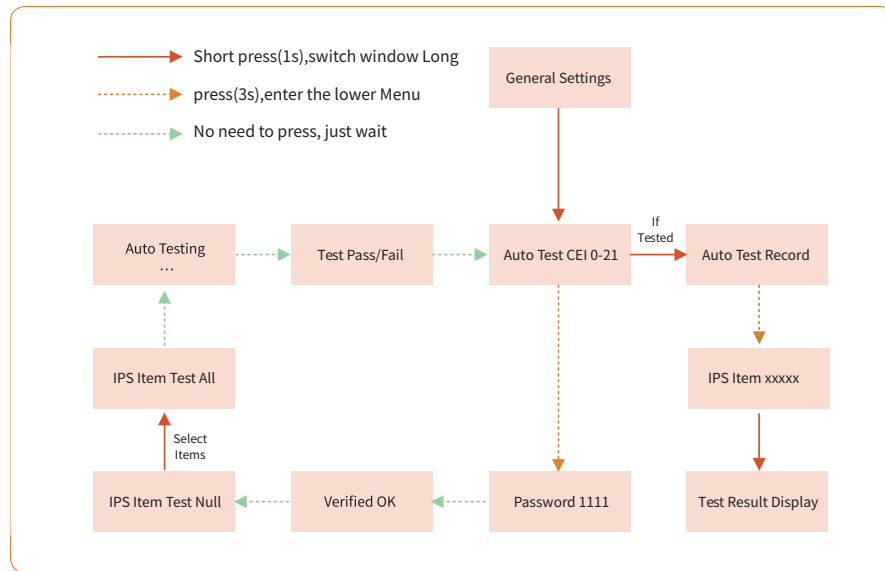 Short press(1s),switch window Long
press(3s),enter the lower Menu
No need to press, just wait
General Settings
Auto Testing
...
Test Pass/Fail
Auto Test CEI 0-21
If
Tested
Auto Test Record
IPS Item Test All
IPS Item xxxxx
Select
Items
IPS Item Test Null
Verified OK
Password 1111
Test Result Display